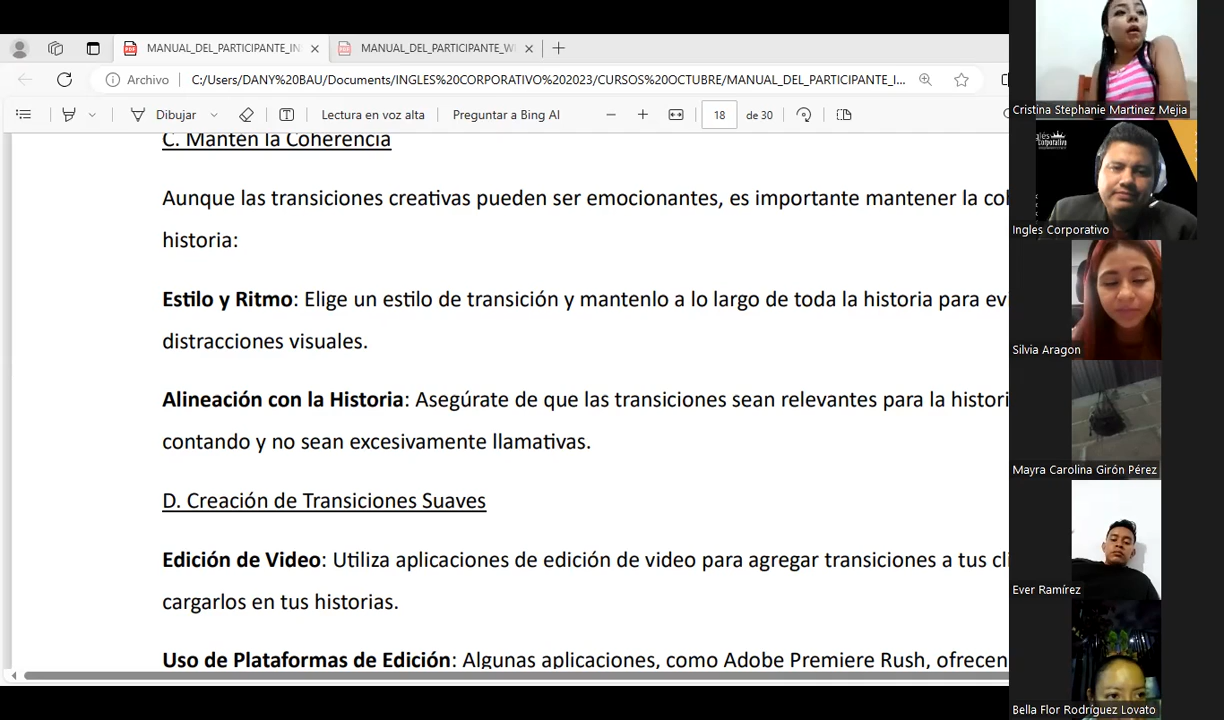 MANUAL_DEL_PARTICIPANTE_IN
MANUAL_DEL_PARTICIPANTE_W
Archivo
C:/Users/DANY%20BAU/Documents/INGLES%20CORPORATIVO%202023/CURSOS%20OCTUBRE/MANUAL_DEL_PARTICIPANTE_I...
Dibujar
Lectura en voz alta
Preguntar a Bing AI
18
de 30
C. Mantén la Coherencia
Aunque las transiciones creativas pueden ser emocionantes, es importante mantener la co
historia:
Estilo y Ritmo: Elige un estilo de transición y mantenlo a lo largo de toda la historia para evi
distracciones visuales.
Alineación con la Historia: Asegúrate de que las transiciones sean relevantes para la histori
contando y no sean excesivamente llamativas.
D. Creación de Transiciones Suaves
Edición de Video: Utiliza aplicaciones de edición de video para agregar transiciones a tus cl
cargarlos en tus historias.
Uso de Plataformas de Edición: Algunas aplicaciones, como Adobe Premiere Rush, ofrecen
Cristina Stephanie Martinez Mejia
Ingles Corporativo
Silvia Aragon
Mayra Carolina Girón Pérez
Ever Ramírez
Bella Flor Rodríguez Lovato